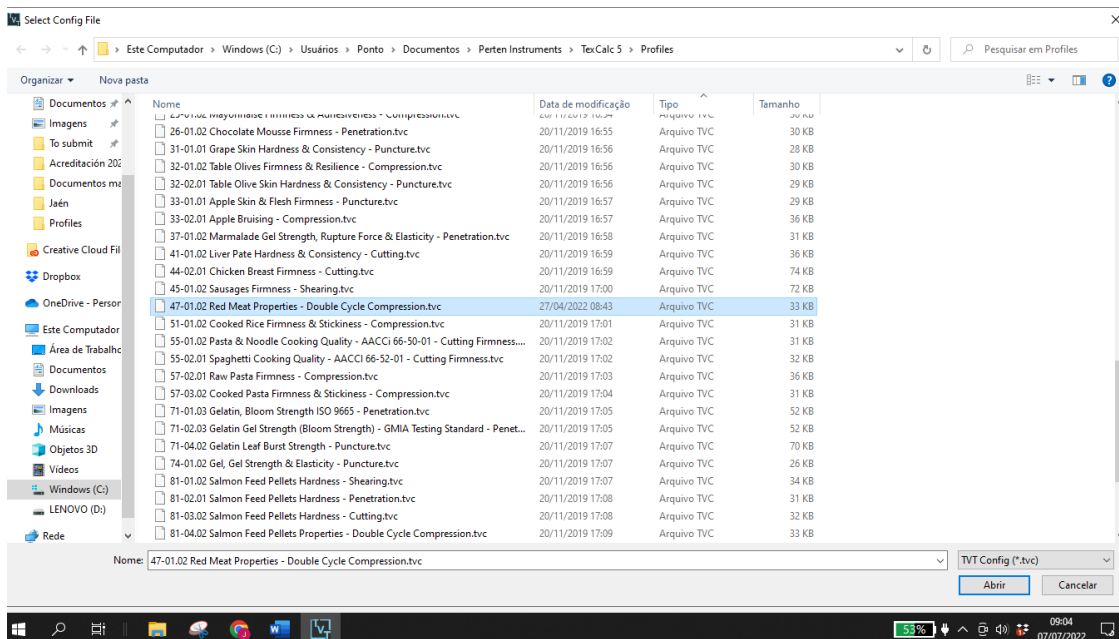 Select Config File
Este Computador > Windows (C:) > Usuários > Ponto > Documentos > Perten Instruments > TexCalc 5 > Profiles
Pesquisar em Profiles
Organizar
Nova pasta
Documentos
Imagens
To submit
Acreditación 202
Documentos ma
Jaén
Profiles
Creative Cloud Fil
Dropbox
OneDrive - Person
Este Computador
Área de Trabalho
Documentos
Downloads
Imagens
Músicas
Objetos 3D
Vídeos
Windows (C:)
LENOVO (D:)
Rede
Nome Data de modificação Tipo Tamanho
Mayonnaise Firmness & Adhesiveness - Compression.tvc Arquivo TVC 30 KB
26-01.02 Chocolate Mousse Firmness - Penetration.tvc 20/11/2019 16:55 Arquivo TVC 30 KB
31-01.01 Grape Skin Hardness & Consistency - Puncture.tvc 20/11/2019 16:56 Arquivo TVC 28 KB
32-01.02 Table Olives Firmness & Resilience - Compression.tvc 20/11/2019 16:56 Arquivo TVC 30 KB
32-02.01 Table Olive Skin Hardness & Consistency - Puncture.tvc 20/11/2019 16:56 Arquivo TVC 29 KB
33-01.01 Apple Skin & Flesh Firmness - Puncture.tvc 20/11/2019 16:57 Arquivo TVC 29 KB
33-02.01 Apple Bruising - Compression.tvc 20/11/2019 16:57 Arquivo TVC 36 KB
37-01.02 Marmalade Gel Strength, Rupture Force & Elasticity - Penetration.tvc 20/11/2019 16:58 Arquivo TVC 31 KB
41-01.02 Liver Pate Hardness & Consistency - Cutting.tvc 20/11/2019 16:59 Arquivo TVC 36 KB
44-02.01 Chicken Breast Firmness - Cutting.tvc 20/11/2019 16:59 Arquivo TVC 74 KB
45-01.02 Sausages Firmness - Shearing.tvc 20/11/2019 17:00 Arquivo TVC 72 KB
47-01.02 Red Meat Properties - Double Cycle Compression.tvc 27/04/2022 08:43 Arquivo TVC 33 KB
51-01.02 Cooked Rice Firmness & Stickiness - Compression.tvc 20/11/2019 17:01 Arquivo TVC 31 KB
55-01.02 Pasta & Noodle Cooking Quality - AACCi 66-50-01 - Cutting Firmness.... 20/11/2019 17:02 Arquivo TVC 31 KB
55-02.01 Spaghetti Cooking Quality - AACCI 66-52-01 - Cutting Firmness.tvc 20/11/2019 17:02 Arquivo TVC 32 KB
57-02.01 Raw Pasta Firmness - Compression.tvc 20/11/2019 17:03 Arquivo TVC 36 KB
57-03.02 Cooked Pasta Firmness & Stickiness - Compression.tvc 20/11/2019 17:04 Arquivo TVC 31 KB
71-01.03 Gelatin, Bloom Strength ISO 9665 - Penetration.tvc 20/11/2019 17:05 Arquivo TVC 52 KB
71-02.03 Gelatin Gel Strength (Bloom Strength) - GMIA Testing Standard - Penet... 20/11/2019 17:05 Arquivo TVC 52 KB
71-04.02 Gelatin Leaf Burst Strength - Puncture.tvc 20/11/2019 17:07 Arquivo TVC 70 KB
74-01.02 Gel, Gel Strength & Elasticity - Puncture.tvc 20/11/2019 17:07 Arquivo TVC 26 KB
81-01.02 Salmon Feed Pellets Hardness - Shearing.tvc 20/11/2019 17:07 Arquivo TVC 34 KB
81-02.01 Salmon Feed Pellets Hardness - Penetration.tvc 20/11/2019 17:08 Arquivo TVC 31 KB
81-03.02 Salmon Feed Pellets Hardness - Cutting.tvc 20/11/2019 17:08 Arquivo TVC 32 KB
81-04.02 Salmon Feed Pellets Properties - Double Cycle Compression.tvc 20/11/2019 17:09 Arquivo TVC 33 KB
Nome: 47-01.02 Red Meat Properties - Double Cycle Compression.tvc TVT Config (*.tvc)
Abrir Cancelar
53% 09:04
07/07/2022